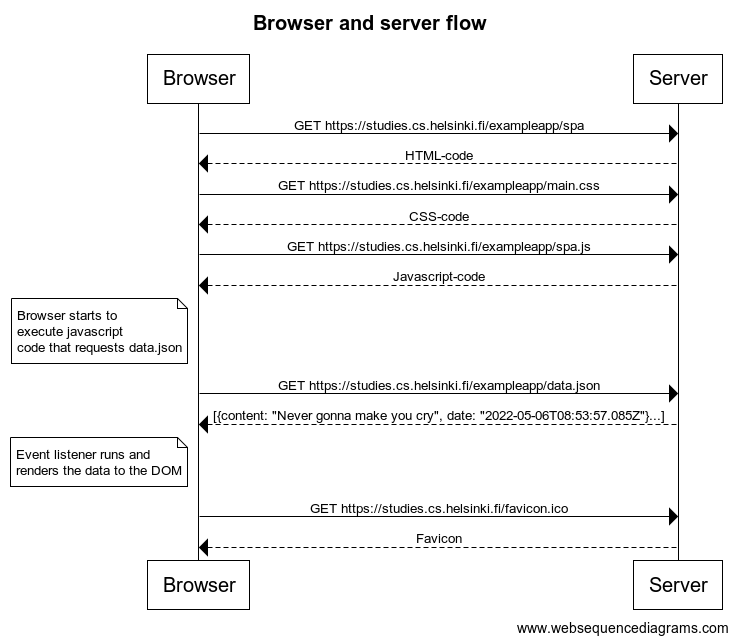 Browser and server flow
Browser
Server
GET https://studies.cs.helsinki.fi/exampleapp/spa
HTML-code
GET https://studies.cs.helsinki.fi/exampleapp/main.css
CSS-code
GET https://studies.cs.helsinki.fi/exampleapp/spa.js
Javascript-code
Browser starts to
execute javascript
code that requests data.json
GET https://studies.cs.helsinki.fi/exampleapp/data.json
[{content: "Never gonna make you cry", date: "2022-05-06T08:53:57.085Z"}...]
Event listener runs and
renders the data to the DOM
GET https://studies.cs.helsinki.fi/favicon.ico
Favicon
Browser
Server
www.websequencediagrams.com